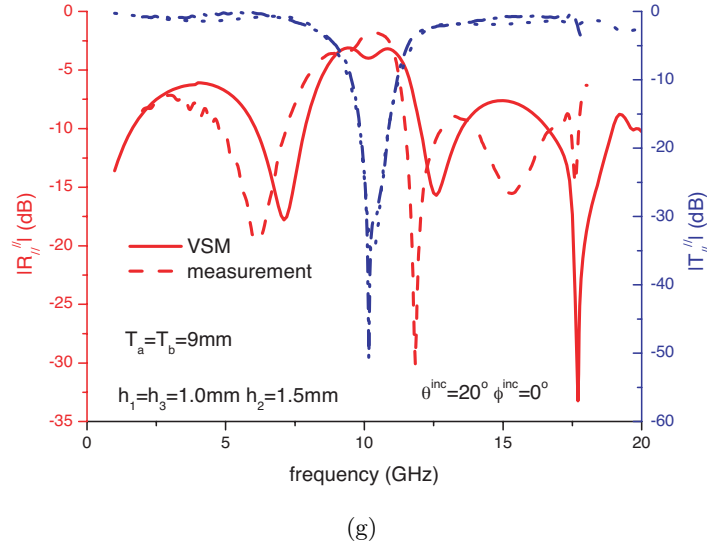 0 0
-5
-10 -10
-15 -20
-20 -30
-25 -40
-30 -50
-35 -60
|R//^//| (dB)
|T//^//| (dB)
VSM
measurement
T_a=T_b=9mm
h_1=h_3=1.0mm h_2=1.5mm
θ^inc=20° ϕ^inc=0°
0 5 10 15 20
frequency (GHz)
(g)